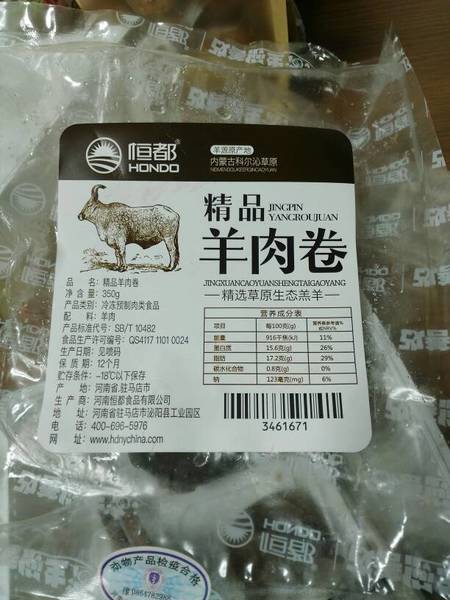 恒都
HONDO
羊源原产地
内蒙古科尔沁草原
NEIMENGUKEERQINCAOYUAN
精品 JINGPIN
YANGROUJUAN
羊肉卷
JINGXUANCAOYUANSHENGTAIGAOYANG
精选草原生态羔羊
品 名：精品羊肉卷
净 含 量：350g
产品类别：冷冻预制肉类食品
配 料：羊肉
产品标准代号：SB/T 10482
食品生产许可证编号：QS4117 1101 0024
生产日期：见喷码
保 质 期：12个月
贮存条件：-18℃以下保存
产 地：河南省.驻马店市
生 产 商：河南恒都食品有限公司
地 址：河南省驻马店市泌阳县工业园区
电 话：400-696-5976
网 址：www.hdnychina.com
营养成分表
项目 每100克(g) 营养素参考值%
能量 916千焦(kJ) 11%
蛋白质 15.6克(g) 26%
脂肪 17.2克(g) 29%
碳水化合物 0.8克(g) 0%
钠 123毫克(mg) 6%
3461671
HONDO
恒都
动物产品检疫合格